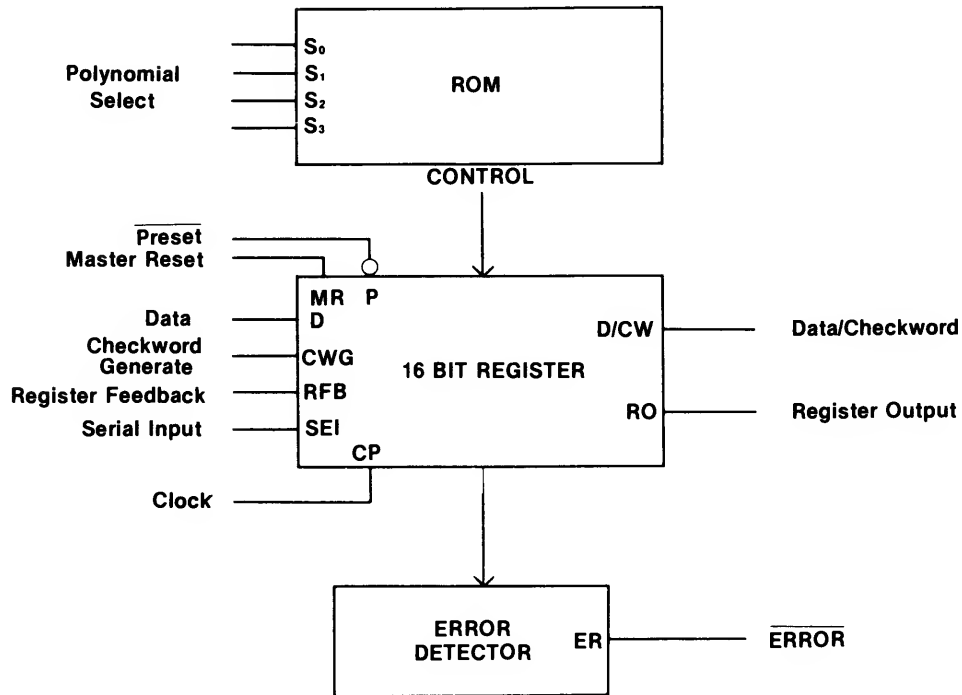 S₀
S₁
S₂
S₃
Polynomial
Select
ROM
CONTROL
Preset
Master Reset
MR P
Data
D
Checkword
Generate
CWG
Register Feedback
RFB
Serial Input
SEI
CP
Clock
16 BIT REGISTER
D/CW
Data/Checkword
RO
Register Output
ERROR
DETECTOR
ER
ERROR